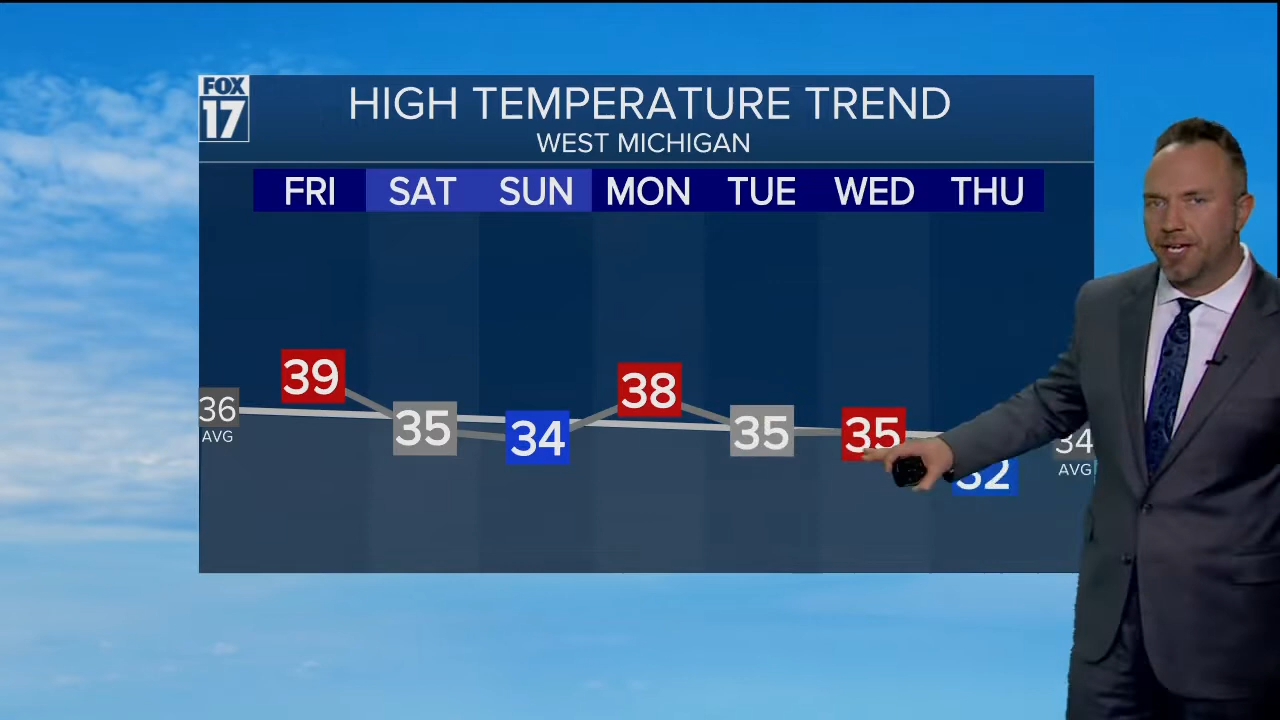 FOX
17
HIGH TEMPERATURE TREND
WEST MICHIGAN
FRI SAT SUN MON TUE WED THU
39 35 34 38 35 35 32
36
AVG
34
AVG